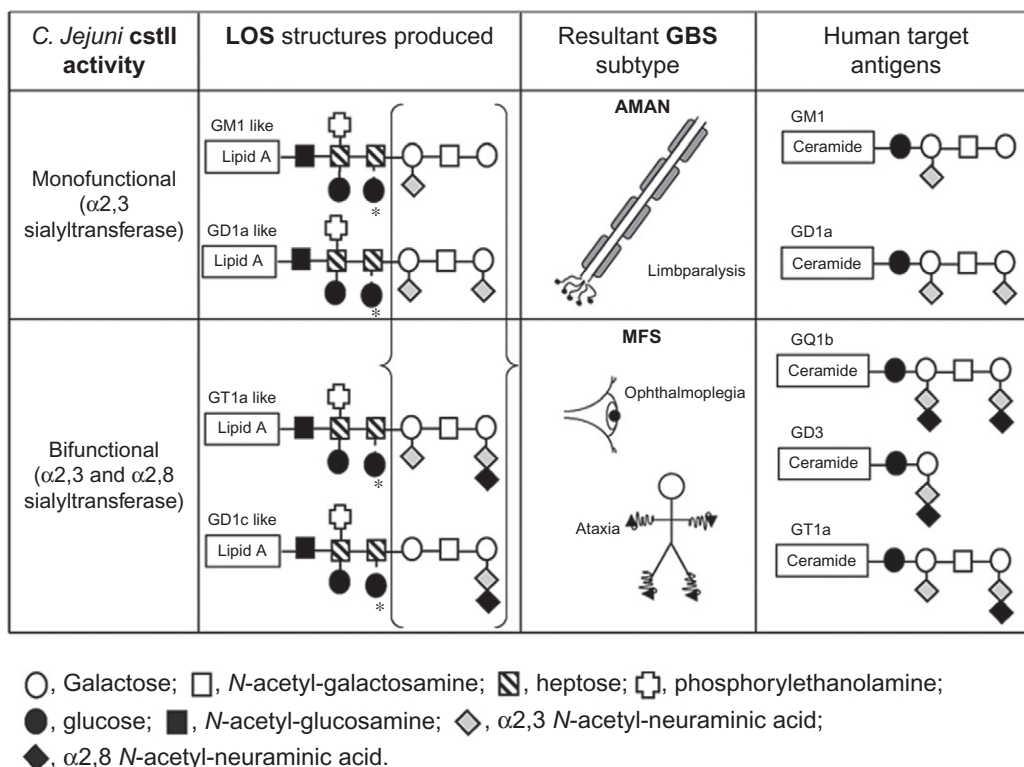 C. Jejuni cstII
activity
LOS structures produced
Resultant GBS
subtype
Human target
antigens
Monofunctional
(α2,3
sialyltransferase)
GM1 like
Lipid A
*
GD1a like
Lipid A
*
AMAN
Limbparalysis
GM1
Ceramide
GD1a
Ceramide
Bifunctional
(α2,3 and α2,8
sialyltransferase)
GT1a like
Lipid A
*
GD1c like
Lipid A
*
MFS
Ophthalmoplegia
Ataxia
GQ1b
Ceramide
GD3
Ceramide
GT1a
Ceramide
, Galactose; , N-acetyl-galactosamine; , heptose; , phosphorylethanolamine;
, glucose; , N-acetyl-glucosamine; , α2,3 N-acetyl-neuraminic acid;
, α2,8 N-acetyl-neuraminic acid.